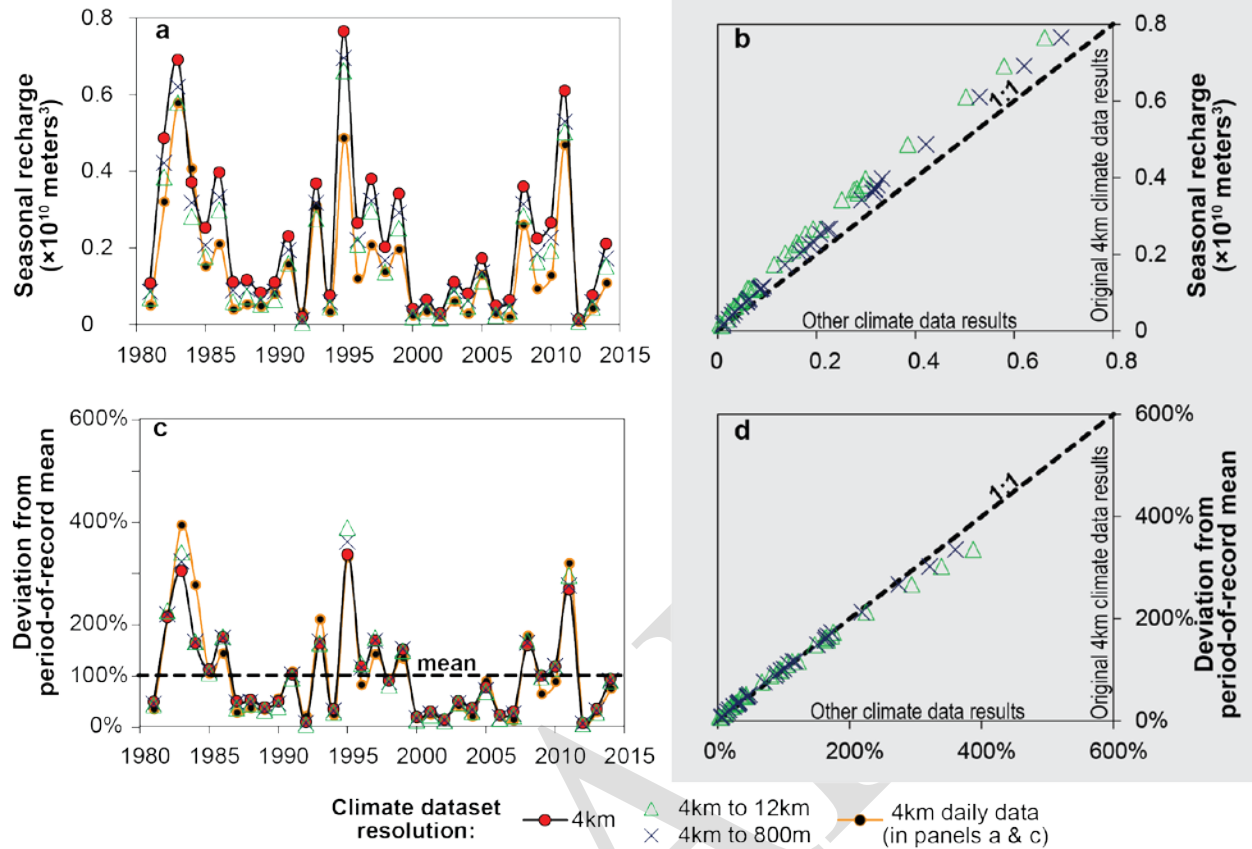 a
Seasonal recharge
(×10¹⁰ meters³)
0.8
0.6
0.4
0.2
0
1980 1985 1990 1995 2000 2005 2010 2015
b
1:1
Other climate data results
Original 4km climate data results
0 0.2 0.4 0.6 0.8
0.8
0.6
0.4
0.2
0
Seasonal recharge
(×10¹⁰ meters³)
c
Deviation from
period-of-record mean
600%
400%
200%
100%
0%
mean
1980 1985 1990 1995 2000 2005 2010 2015
d
1:1
Other climate data results
Original 4km climate data results
0% 200% 400% 600%
600%
400%
200%
0%
Deviation from
period-of-record mean
Climate dataset
resolution:
4km
4km to 12km
4km to 800m
4km daily data
(in panels a & c)